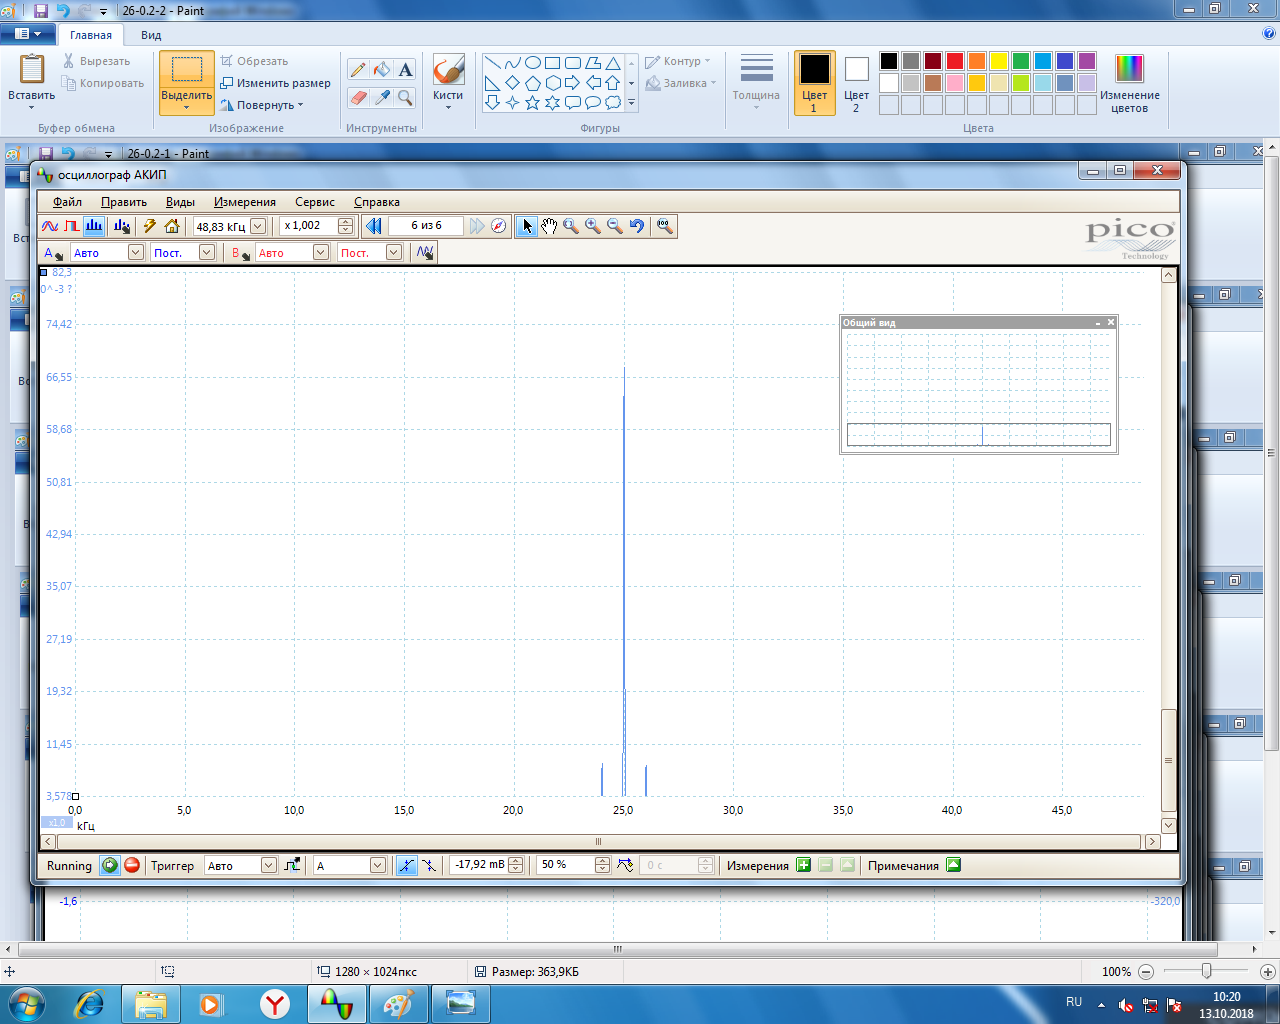 26-0.2-2 - Paint
Главная Вид
Вставить
Вырезать
Копировать
Буфер обмена
Выделить
Обрезать
Изменить размер
Повернуть
Изображение
A
Инструменты
Кисти
Контур
Заливка
Фигуры
Толщина
Цвет 1
Цвет 2
Изменение цветов
Цвета
26-0.2-1 - Paint
осциллограф АКИП
Файл Править Виды Измерения Сервис Справка
48,83 кГц x 1,002 6 из 6
A Авто Пост. B Авто Пост.
pico
Technology
82,3
0^-3 ?
74,42
66,55
58,68
50,81
42,94
35,07
27,19
19,32
11,45
3,578
Общий вид
0,0 5,0 10,0 15,0 20,0 25,0 30,0 35,0 40,0 45,0
x1,0 кГц
Running Триггер Авто A -17,92 mB 50 % 0 с Измерения Примечания
-1,6 -320,0
1280 × 1024пкс Размер: 363,9КБ 100%
RU 10:20
13.10.2018